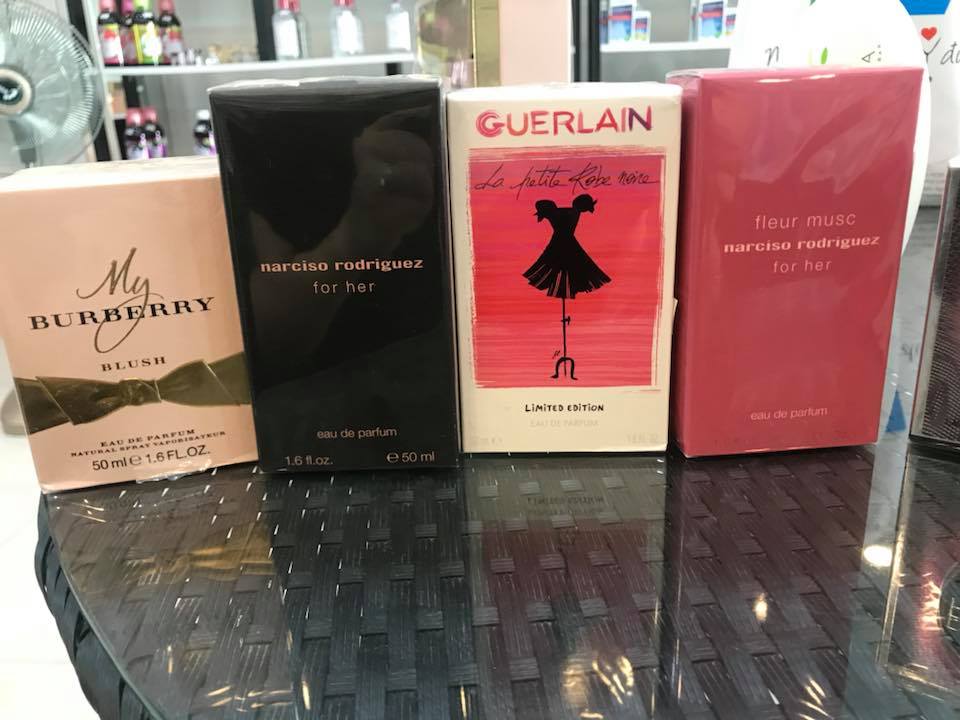 My
BURBERRY
BLUSH
EAU DE PARFUM
NATURAL SPRAY VAPORISATEUR
50 ml e 1.6 FL.OZ.
narciso rodriguez
for her
eau de parfum
1.6 fl.oz. e 50 ml
GUERLAIN
La petite Robe noire
LIMITED EDITION
EAU DE PARFUM
fleur musc
narciso rodriguez
for her
eau de parfum